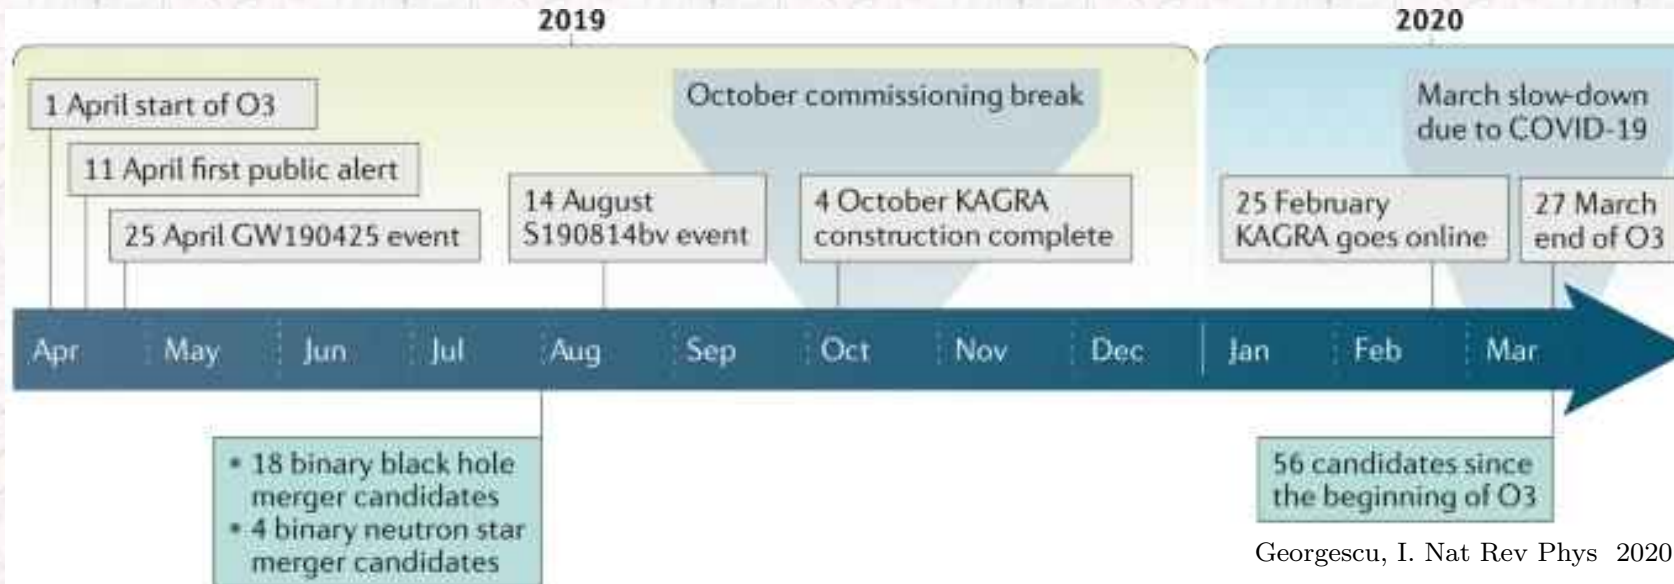 2019
2020
1 April start of O3
October commissioning break
March slow-down
due to COVID-19
11 April first public alert
25 April GW190425 event
14 August
S190814bv event
4 October KAGRA
construction complete
25 February
KAGRA goes online
27 March
end of O3
Apr
May
Jun
Jul
Aug
Sep
Oct
Nov
Dec
Jan
Feb
Mar
• 18 binary black hole
merger candidates
• 4 binary neutron star
merger candidates
56 candidates since
the beginning of O3
Georgescu, I. Nat Rev Phys 2020